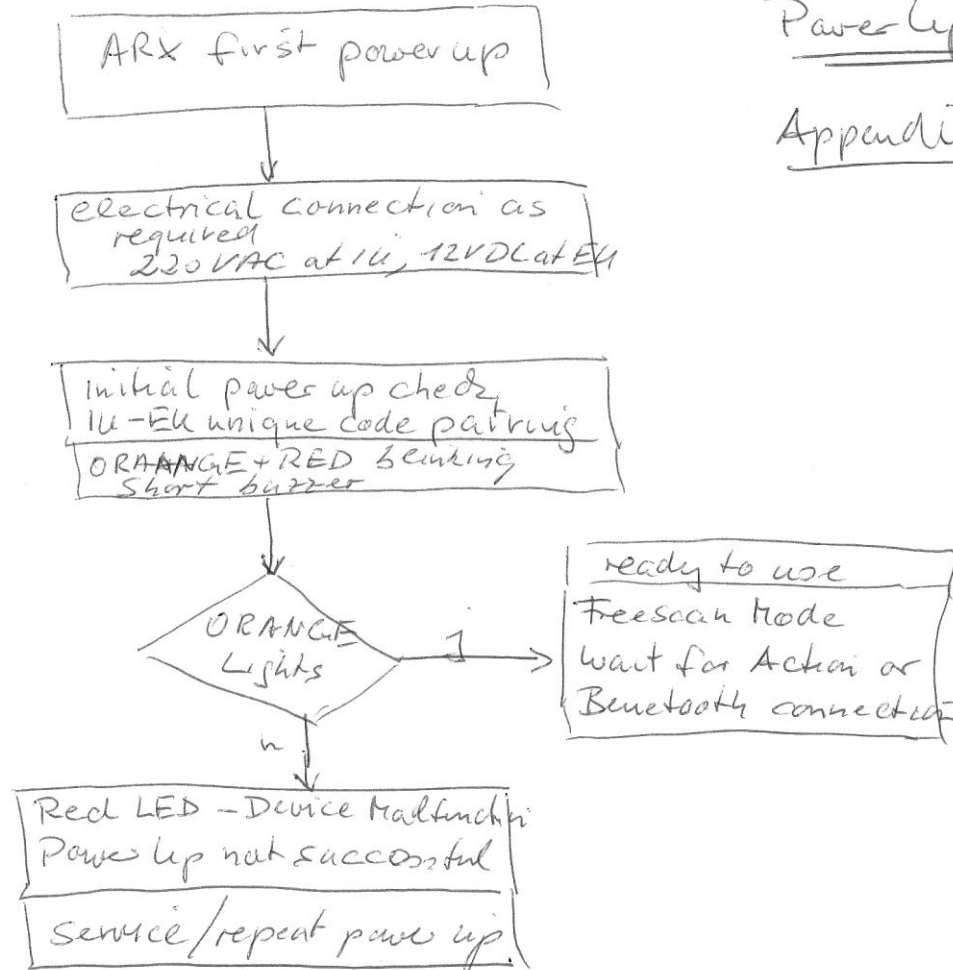 ARX first power up
Power Up
Appendi
electrical connection as
required
220VAC at IU, 12VDC at EU
initial power up check,
IU-EU unique code pairing
ORANGE + RED blinking
Short buzzer
ORANGE
Lights
J
ready to use
Freescan Mode
wait for Action or
Bluetooth connection
n
Red LED - Device Malfunction
Power Up not successful
service/repeat power up